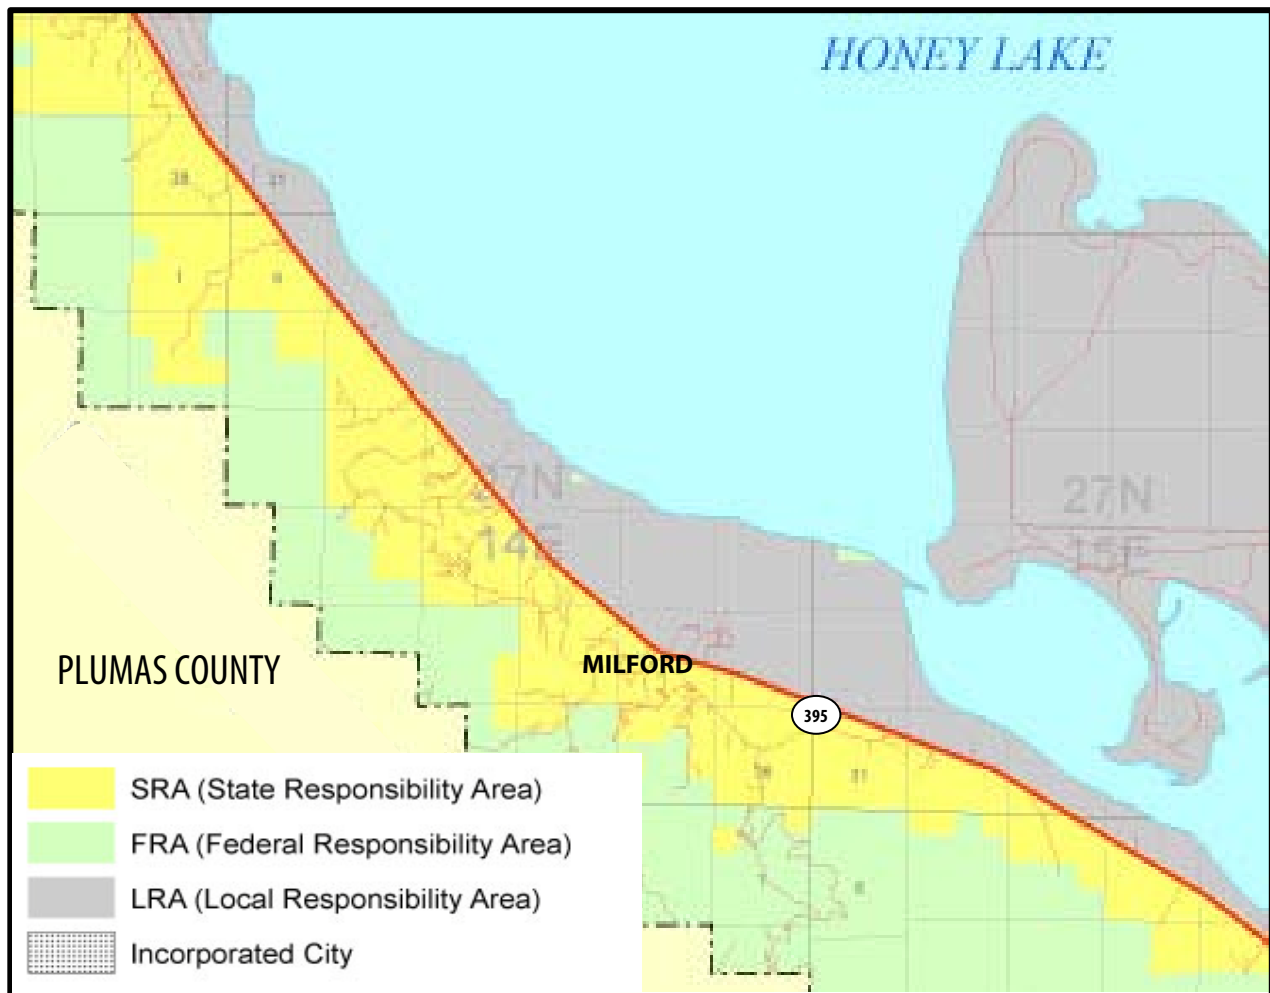 HONEY LAKE
27N
14E
27N
15E
PLUMAS COUNTY
MILFORD
395
31
SRA (State Responsibility Area)
FRA (Federal Responsibility Area)
LRA (Local Responsibility Area)
Incorporated City